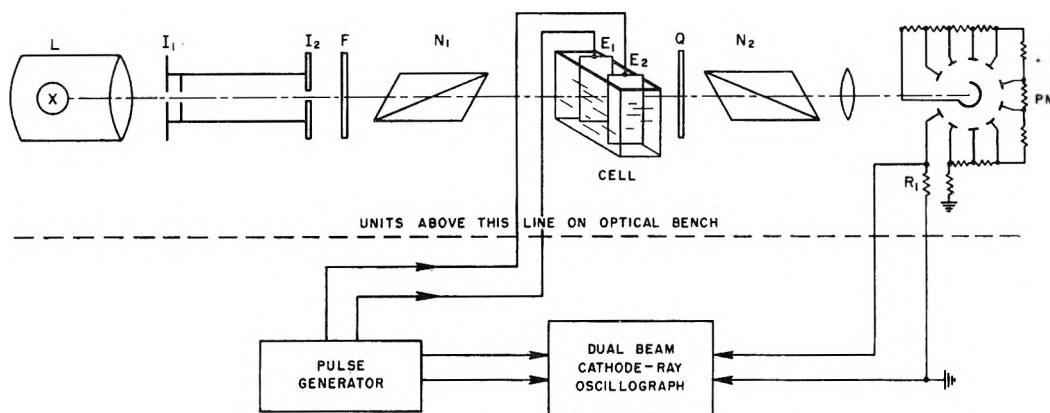 L
I1
I2
F
N1
E1
E2
Q
N2
X
PM
CELL
R1
UNITS ABOVE THIS LINE ON OPTICAL BENCH
PULSE
GENERATOR
DUAL BEAM
CATHODE-RAY
OSCILLOGRAPH